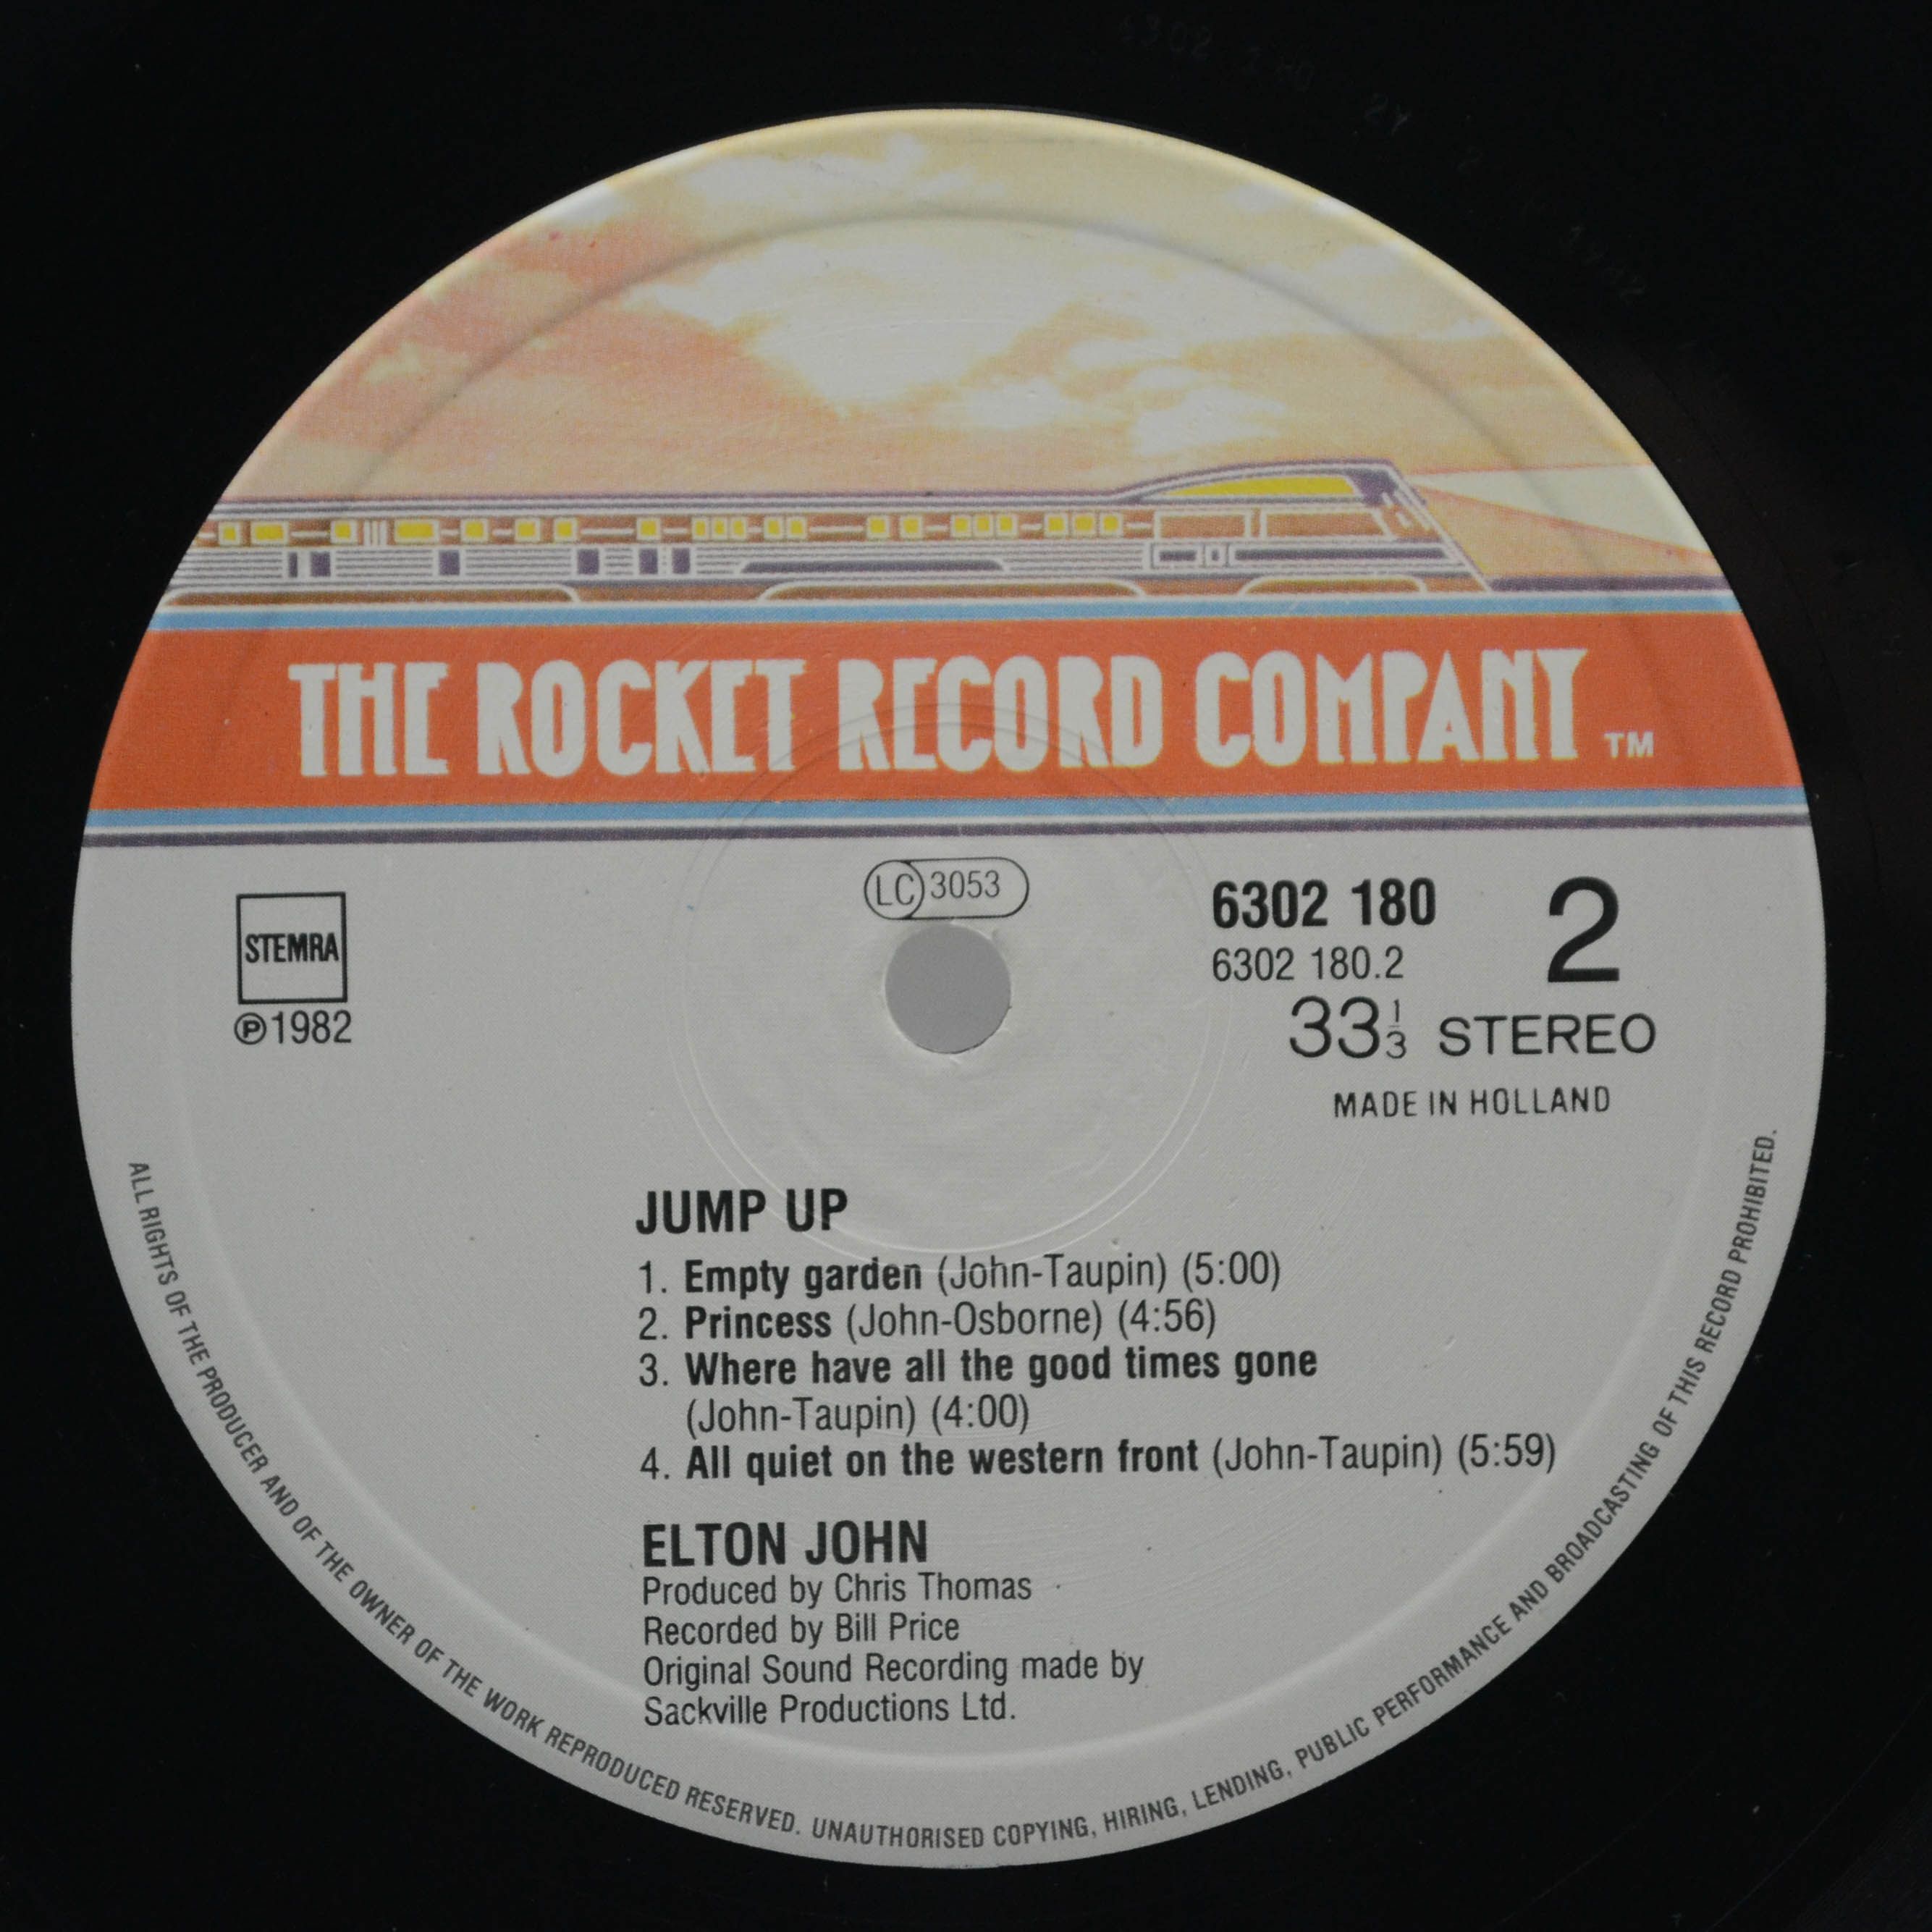 THE ROCKET RECORD COMPANY TM
LC 3053
STEMRA
Ⓟ1982
6302 180
6302 180.2
2
33⅓ STEREO
MADE IN HOLLAND
JUMP UP
1. Empty garden (John-Taupin) (5:00)
2. Princess (John-Osborne) (4:56)
3. Where have all the good times gone
(John-Taupin) (4:00)
4. All quiet on the western front (John-Taupin) (5:59)
ELTON JOHN
Produced by Chris Thomas
Recorded by Bill Price
Original Sound Recording made by
Sackville Productions Ltd.
ALL RIGHTS OF THE PRODUCER AND OF THE OWNER OF THE WORK REPRODUCED RESERVED. UNAUTHORISED COPYING, HIRING, LENDING, PUBLIC PERFORMANCE AND BROADCASTING OF THIS RECORD PROHIBITED.